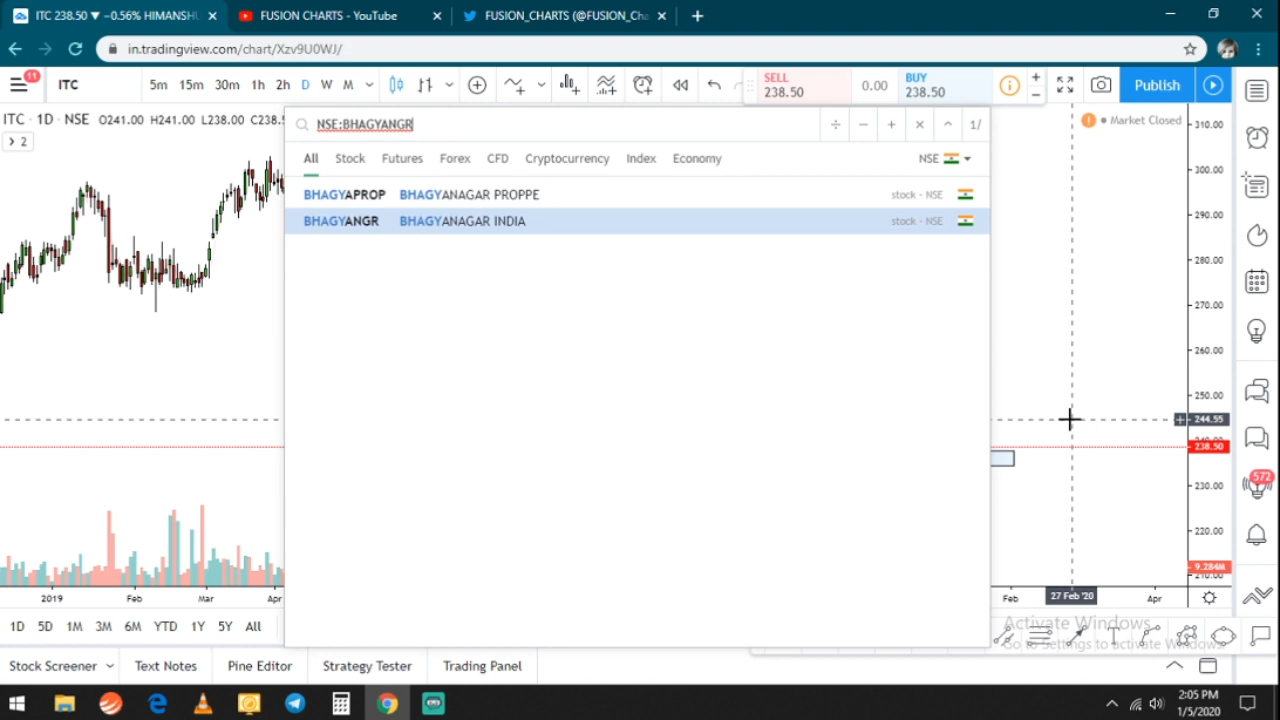 ITC 238.50 ▼ −0.56% HIMANSHU
FUSION CHARTS - YouTube
FUSION_CHARTS (@FUSION_Cha
in.tradingview.com/chart/Xzv9U0WJ/
11
ITC
5m 15m 30m 1h 2h D W M
SELL
238.50
0.00
BUY
238.50
Publish
ITC · 1D · NSE O241.00 H241.00 L238.00 C238.5
2
NSE:BHAGYANGR
÷ − + × ^ 1/
Market Closed
All Stock Futures Forex CFD Cryptocurrency Index Economy NSE
BHAGYAPROP BHAGYANAGAR PROPPE stock - NSE
BHAGYANGR BHAGYANAGAR INDIA stock - NSE
310.00
300.00
290.00
280.00
270.00
260.00
250.00
244.55
238.50
230.00
220.00
9.284M
210.00
572
2019 Feb Mar Apr Feb 27 Feb '20 Apr
1D 5D 1M 3M 6M YTD 1Y 5Y All
Activate Windows
Go to Settings to activate Windows.
Stock Screener Text Notes Pine Editor Strategy Tester Trading Panel
2:05 PM
1/5/2020